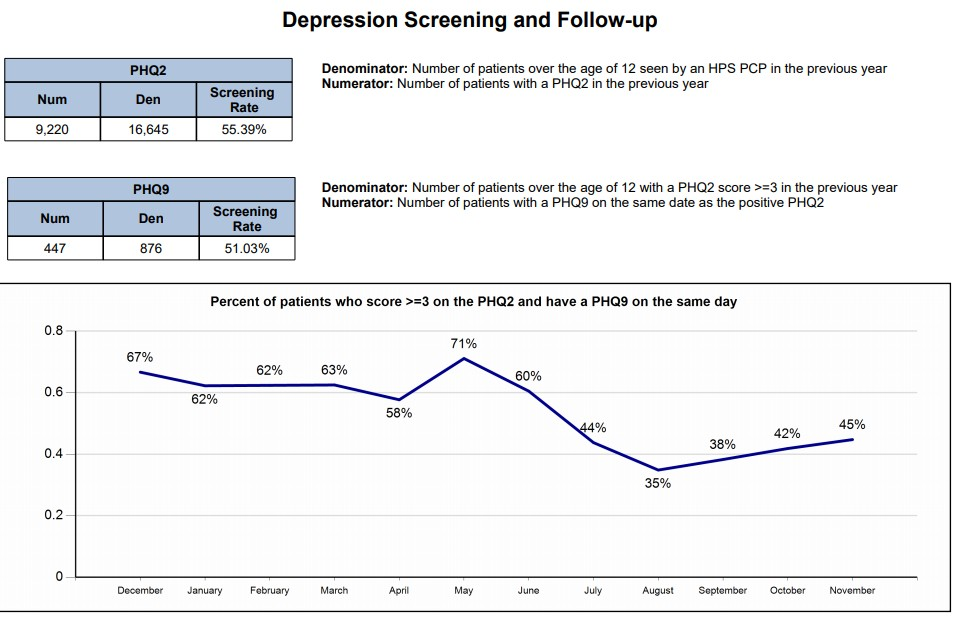 Depression Screening and Follow-up
PHQ2
Num Den Screening Rate
9,220 16,645 55.39%
Denominator: Number of patients over the age of 12 seen by an HPS PCP in the previous year
Numerator: Number of patients with a PHQ2 in the previous year
PHQ9
Num Den Screening Rate
447 876 51.03%
Denominator: Number of patients over the age of 12 with a PHQ2 score >=3 in the previous year
Numerator: Number of patients with a PHQ9 on the same date as the positive PHQ2
Percent of patients who score >=3 on the PHQ2 and have a PHQ9 on the same day
0.8
0.6
0.4
0.2
0
67%
62%
62%
63%
58%
71%
60%
44%
35%
38%
42%
45%
December January February March April May June July August September October November